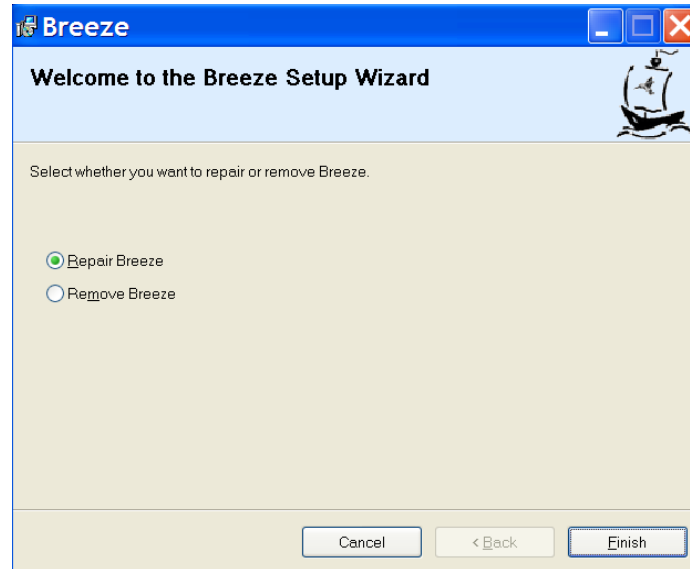 Breeze
Welcome to the Breeze Setup Wizard
Select whether you want to repair or remove Breeze.
Repair Breeze
Remove Breeze
Cancel
< Back
Finish